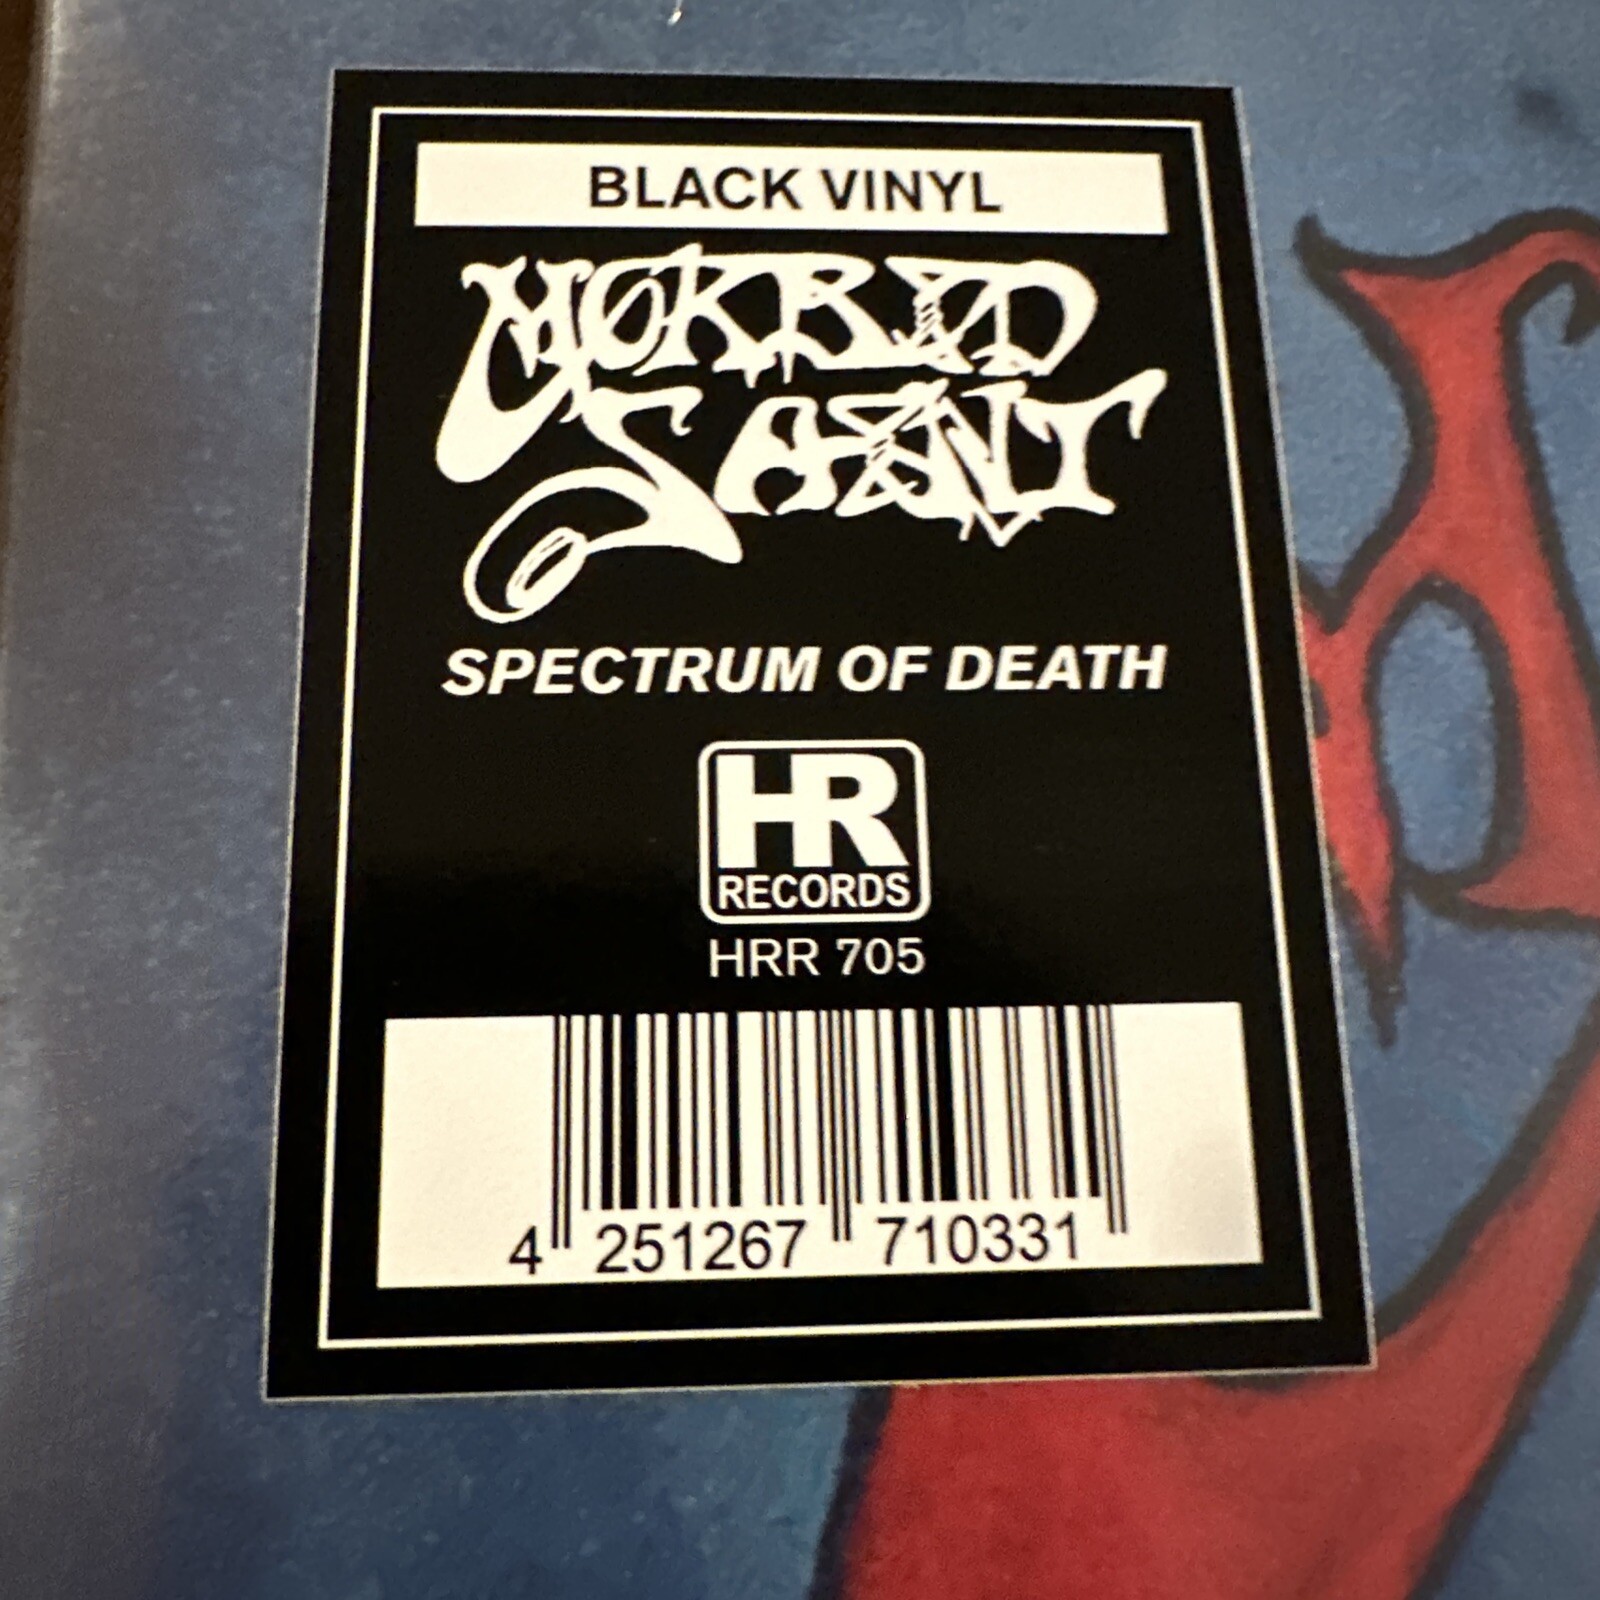 BLACK VINYL
MORBID
SAINT
SPECTRUM OF DEATH
HR
RECORDS
HRR 705
4 251267 710331